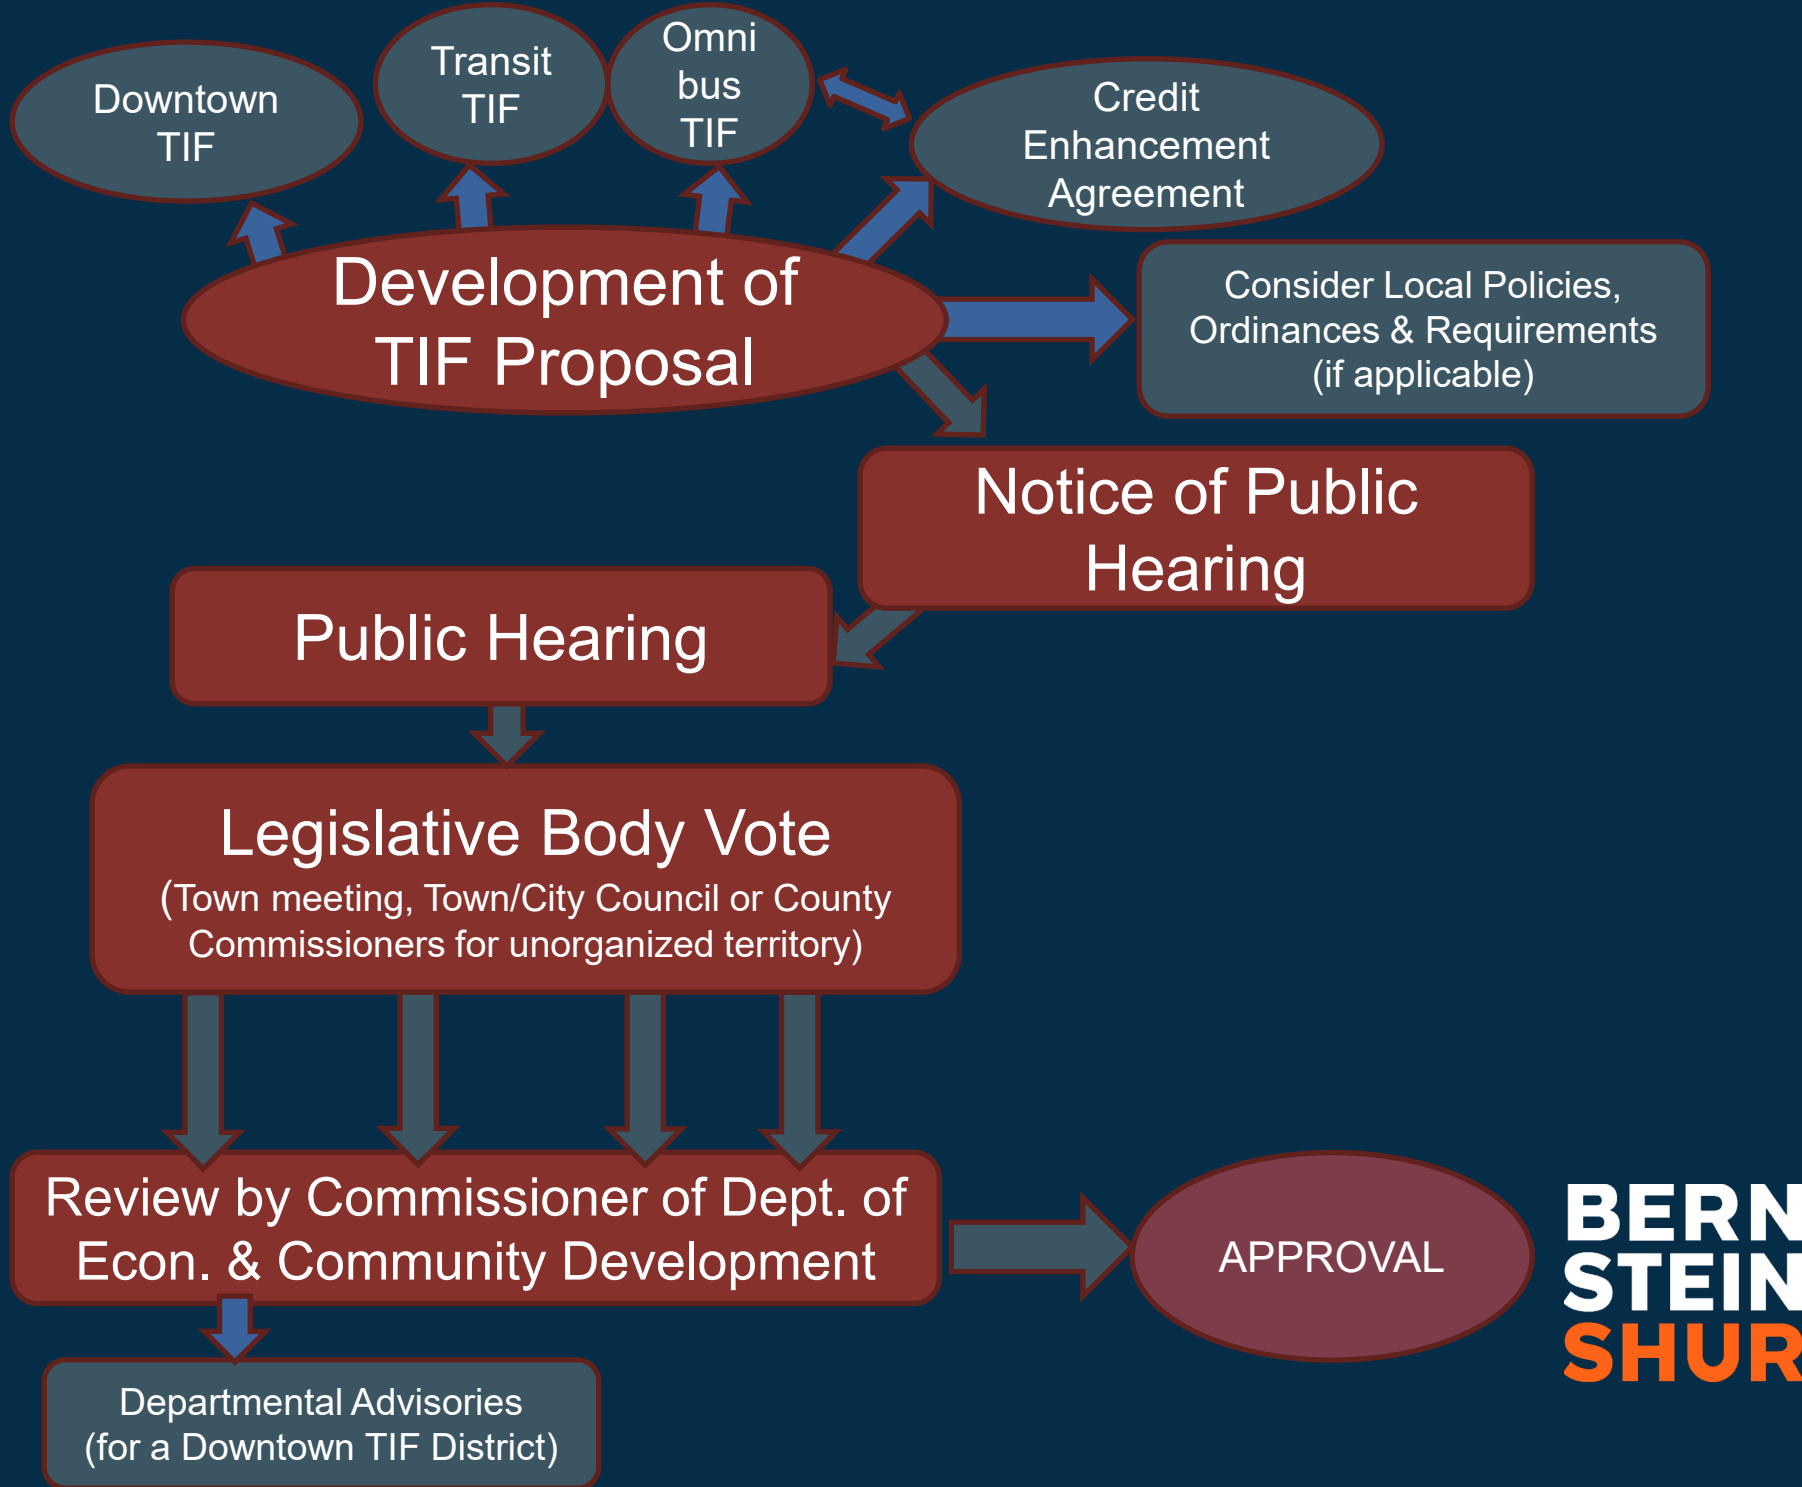 Downtown
TIF
Transit
TIF
Omni
bus
TIF
Credit
Enhancement
Agreement
Development of
TIF Proposal
Consider Local Policies,
Ordinances & Requirements
(if applicable)
Notice of Public
Hearing
Public Hearing
Legislative Body Vote
(Town meeting, Town/City Council or County
Commissioners for unorganized territory)
Review by Commissioner of Dept. of
Econ. & Community Development
APPROVAL
BERN
STEIN
SHUR
Departmental Advisories
(for a Downtown TIF District)